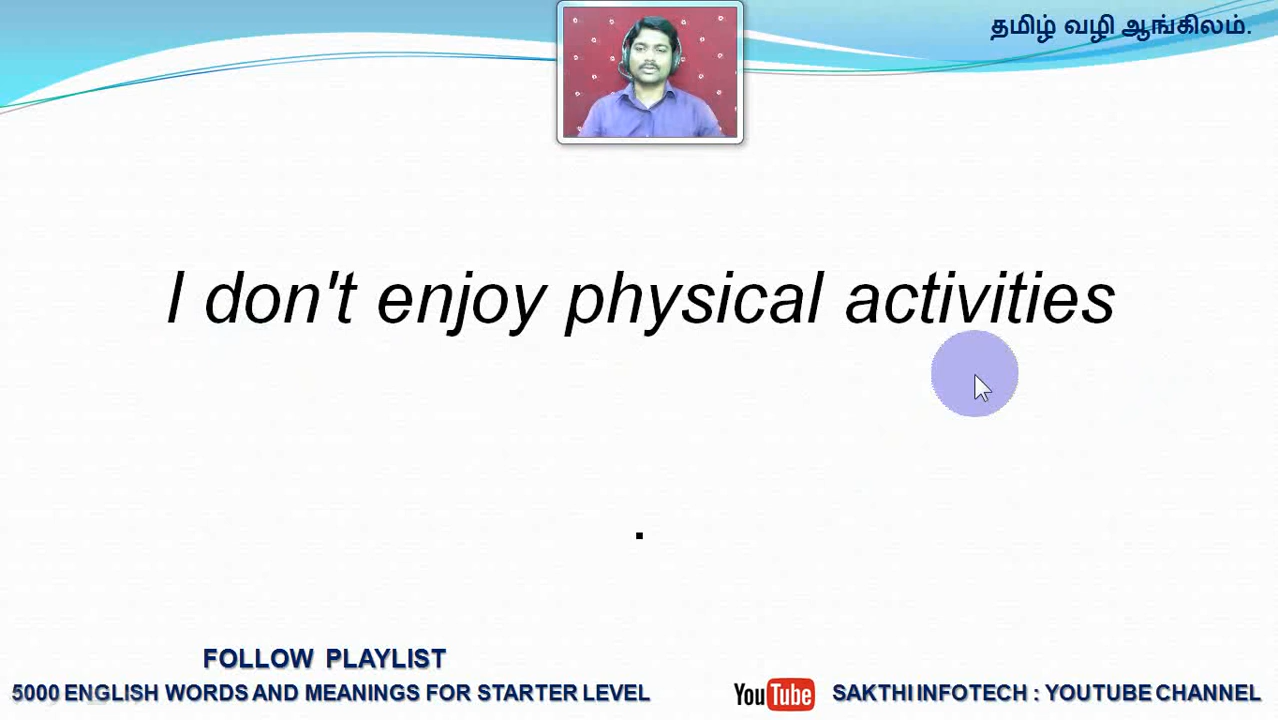 தமிழ் வழி ஆங்கிலம்.
I don't enjoy physical activities
.
FOLLOW PLAYLIST
5000 ENGLISH WORDS AND MEANINGS FOR STARTER LEVEL
YouTube SAKTHI INFOTECH : YOUTUBE CHANNEL